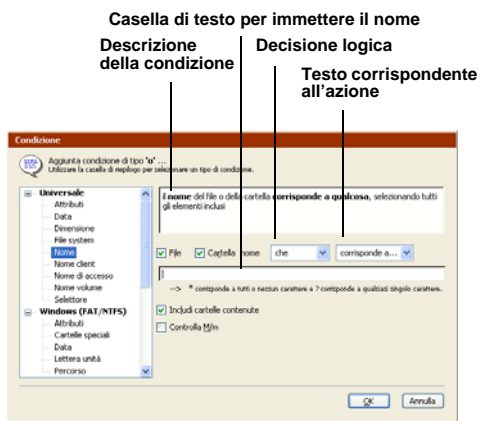 Casella di testo per immettere il nome
Descrizione
della condizione
Decisione logica
Testo corrispondente
all'azione
Condizione
Aggiunta condizione di tipo 'o' ...
Utilizzare la casella di riepilogo per selezionare un tipo di condizione.
Universale
Attributi
Data
Dimensione
File system
Nome
Nome client
Nome di accesso
Nome volume
Selettore
Windows (FAT/NTFS)
Attributi
Cartelle speciali
Data
Lettera unità
Percorso
il nome del file o della cartella corrisponde a qualcosa, selezionando tutti
gli elementi inclusi
File Cartella nome che corrisponde a...
--> * corrisponde a tutti o nessun carattere e ? corrisponde a qualsiasi singolo carattere.
Includi cartelle contenute
Controlla M/m
OK Annulla